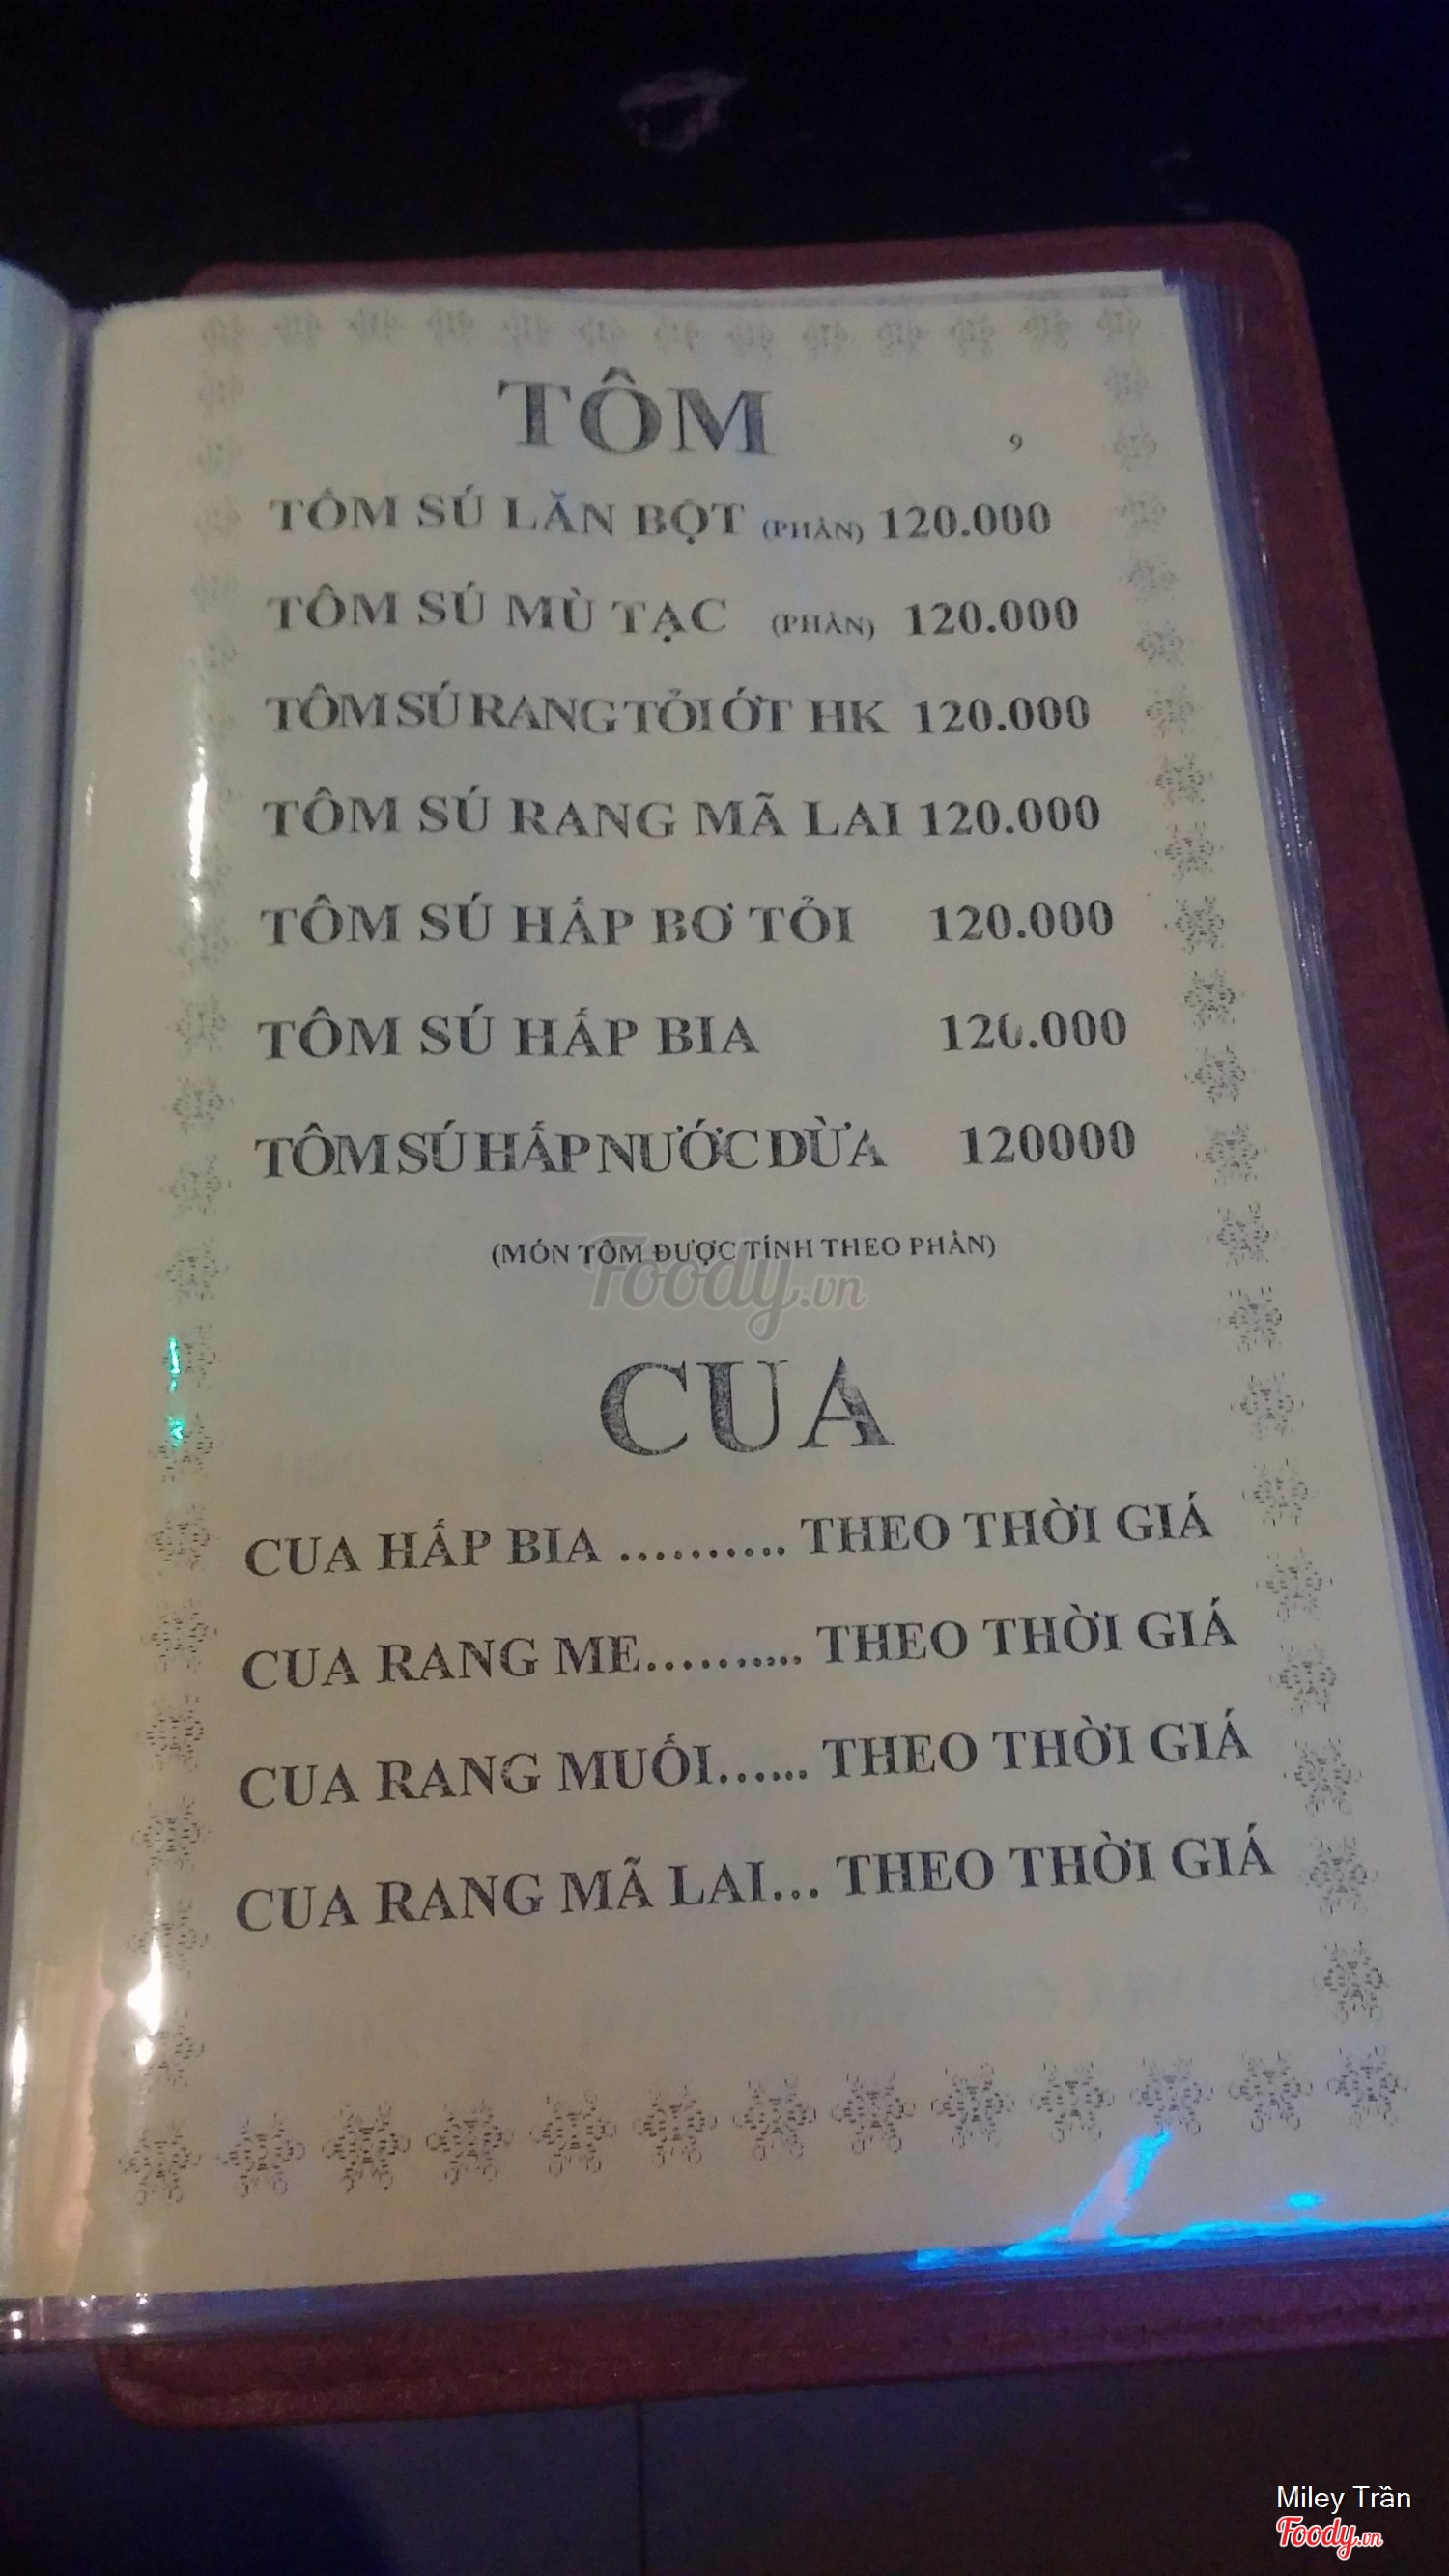 TÔM
9
TÔM SÚ LĂN BỘT (PHẦN) 120.000
TÔM SÚ MÙ TẠC (PHẦN) 120.000
TÔM SÚ RANG TỎI ỚT HK 120.000
TÔM SÚ RANG MÃ LAI 120.000
TÔM SÚ HẤP BƠ TỎI 120.000
TÔM SÚ HẤP BIA 120.000
TÔM SÚ HẤP NƯỚC DỪA 120000
(MÓN TÔM ĐƯỢC TÍNH THEO PHẦN)
Foody.vn
CUA
CUA HẤP BIA .......... THEO THỜI GIÁ
CUA RANG ME.......... THEO THỜI GIÁ
CUA RANG MUỐI...... THEO THỜI GIÁ
CUA RANG MÃ LAI... THEO THỜI GIÁ
Miley Trần
Foody.vn